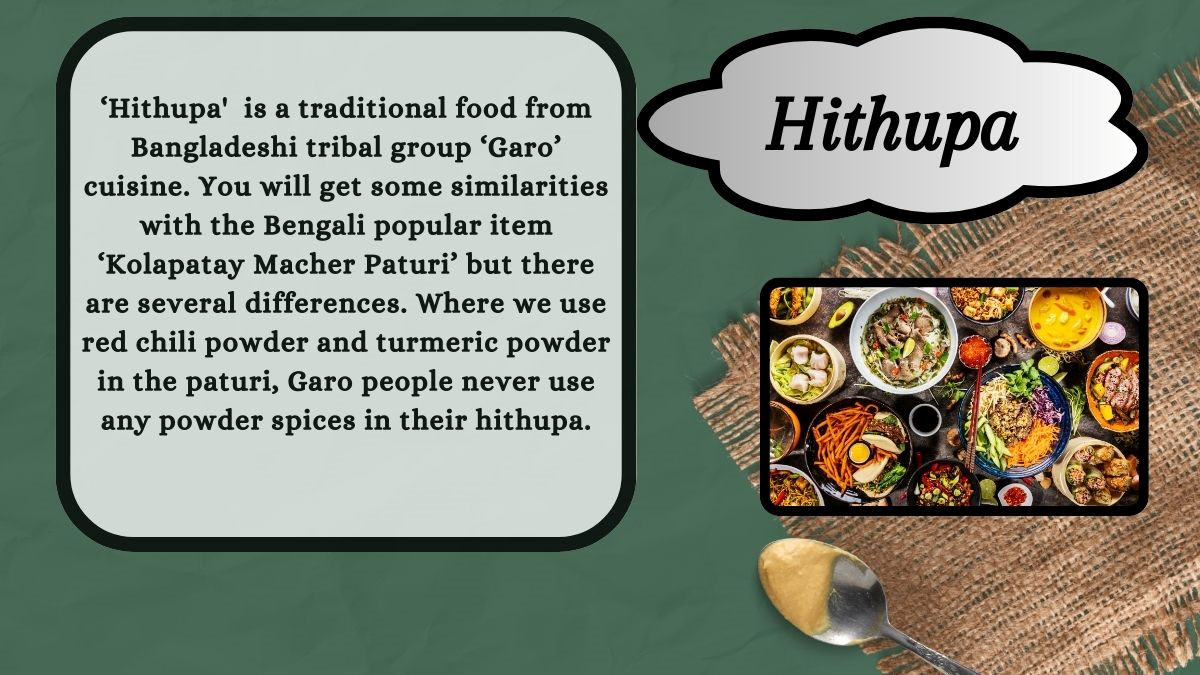 ‘Hithupa'  is a traditional food from
Bangladeshi tribal group ‘Garo’
cuisine. You will get some similarities
with the Bengali popular item
‘Kolapatay Macher Paturi’ but there
are several differences. Where we use
red chili powder and turmeric powder
in the paturi, Garo people never use
any powder spices in their hithupa.
Hithupa